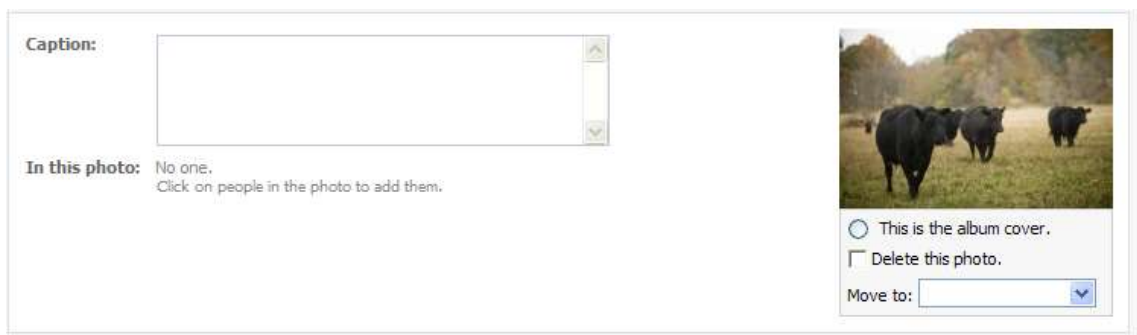 Caption:
In this photo: No one.
Click on people in the photo to add them.
This is the album cover.
Delete this photo.
Move to: